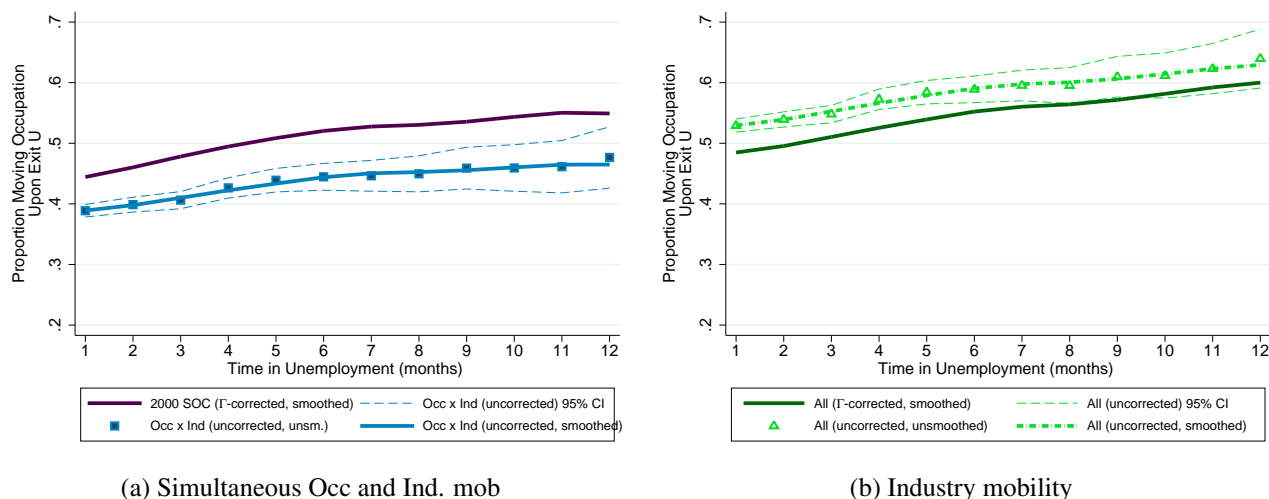 Proportion Moving Occupation
Upon Exit U
.7
.6
.5
.4
.3
.2
1 2 3 4 5 6 7 8 9 10 11 12
Time in Unemployment (months)
2000 SOC (Γ-corrected, smoothed)
Occ x Ind (uncorrected) 95% CI
Occ x Ind (uncorrected, unsm.)
Occ x Ind (uncorrected, smoothed)
(a) Simultaneous Occ and Ind. mob
Proportion Moving Occupation
Upon Exit U
.7
.6
.5
.4
.3
.2
1 2 3 4 5 6 7 8 9 10 11 12
Time in Unemployment (months)
All (Γ-corrected, smoothed)
All (uncorrected) 95% CI
All (uncorrected, unsmoothed)
All (uncorrected, smoothed)
(b) Industry mobility